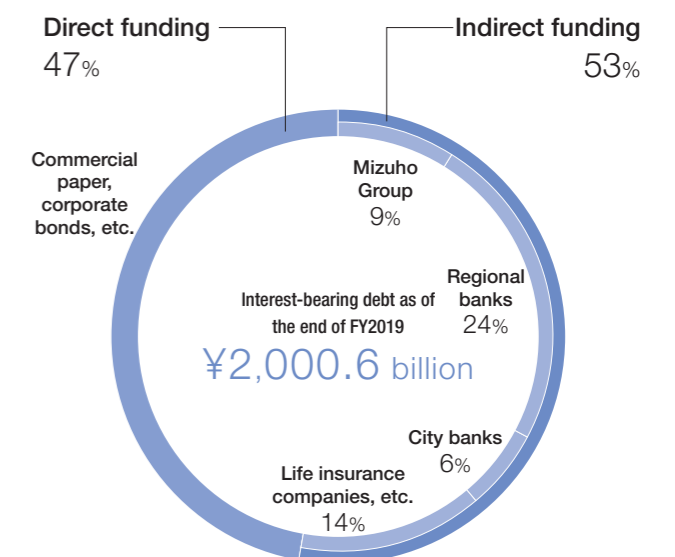 Direct funding
47%
Indirect funding
53%
Commercial
paper,
corporate
bonds, etc.
Mizuho
Group
9%
Regional
banks
24%
Interest-bearing debt as of
the end of FY2019
¥2,000.6 billion
City banks
6%
Life insurance
companies, etc.
14%